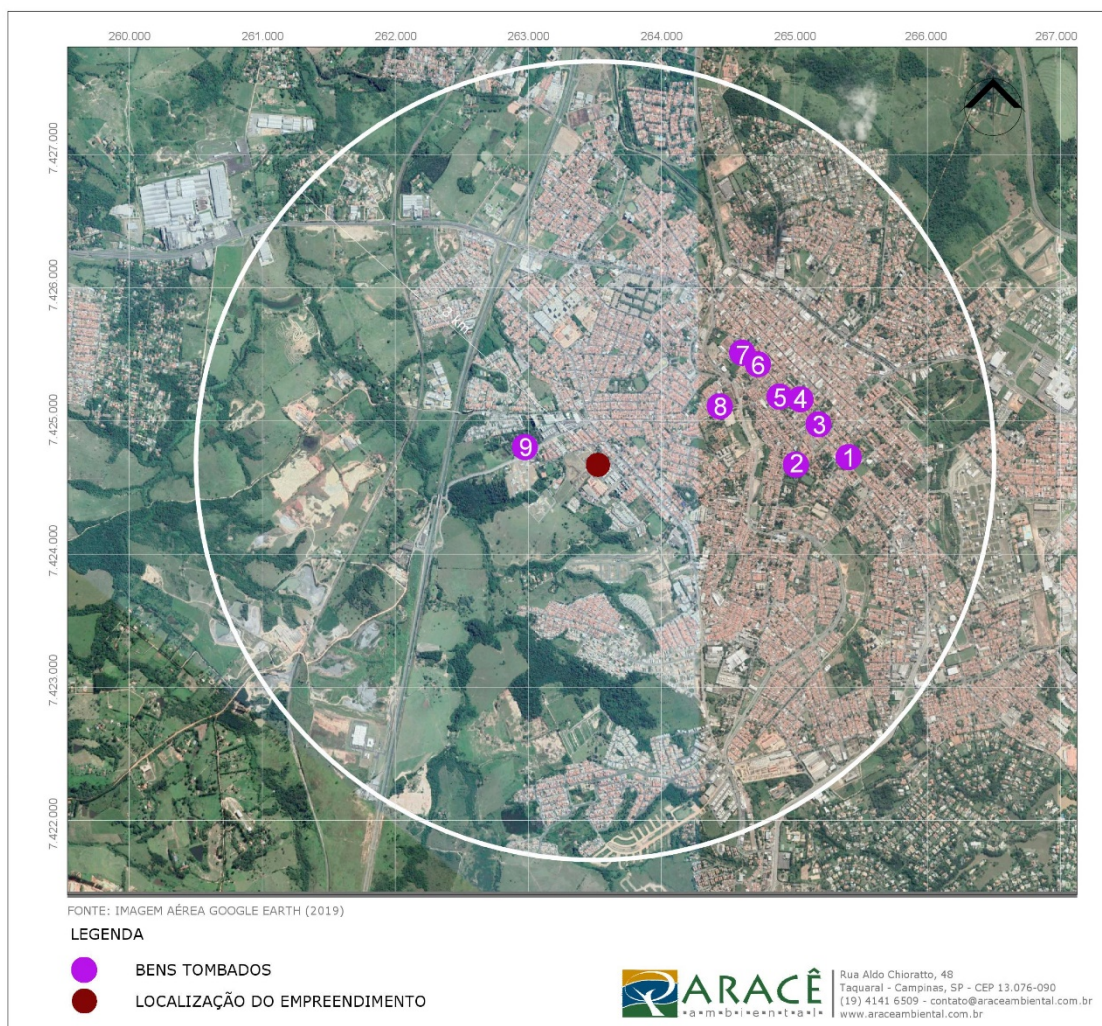 260.000 261.000 262.000 263.000 264.000 265.000 266.000 267.000
7.427.000
7.426.000
7.425.000
7.424.000
7.423.000
7.422.000
3 km
7
6
5
4
8
3
9
2
1
FONTE: IMAGEM AÉREA GOOGLE EARTH (2019)
LEGENDA
BENS TOMBADOS
LOCALIZAÇÃO DO EMPREENDIMENTO
ARACÊ
ambiental
Rua Aldo Chioratto, 48
Taquaral - Campinas, SP - CEP 13.076-090
(19) 4141 6509 - contato@araceambiental.com.br
www.araceambiental.com.br